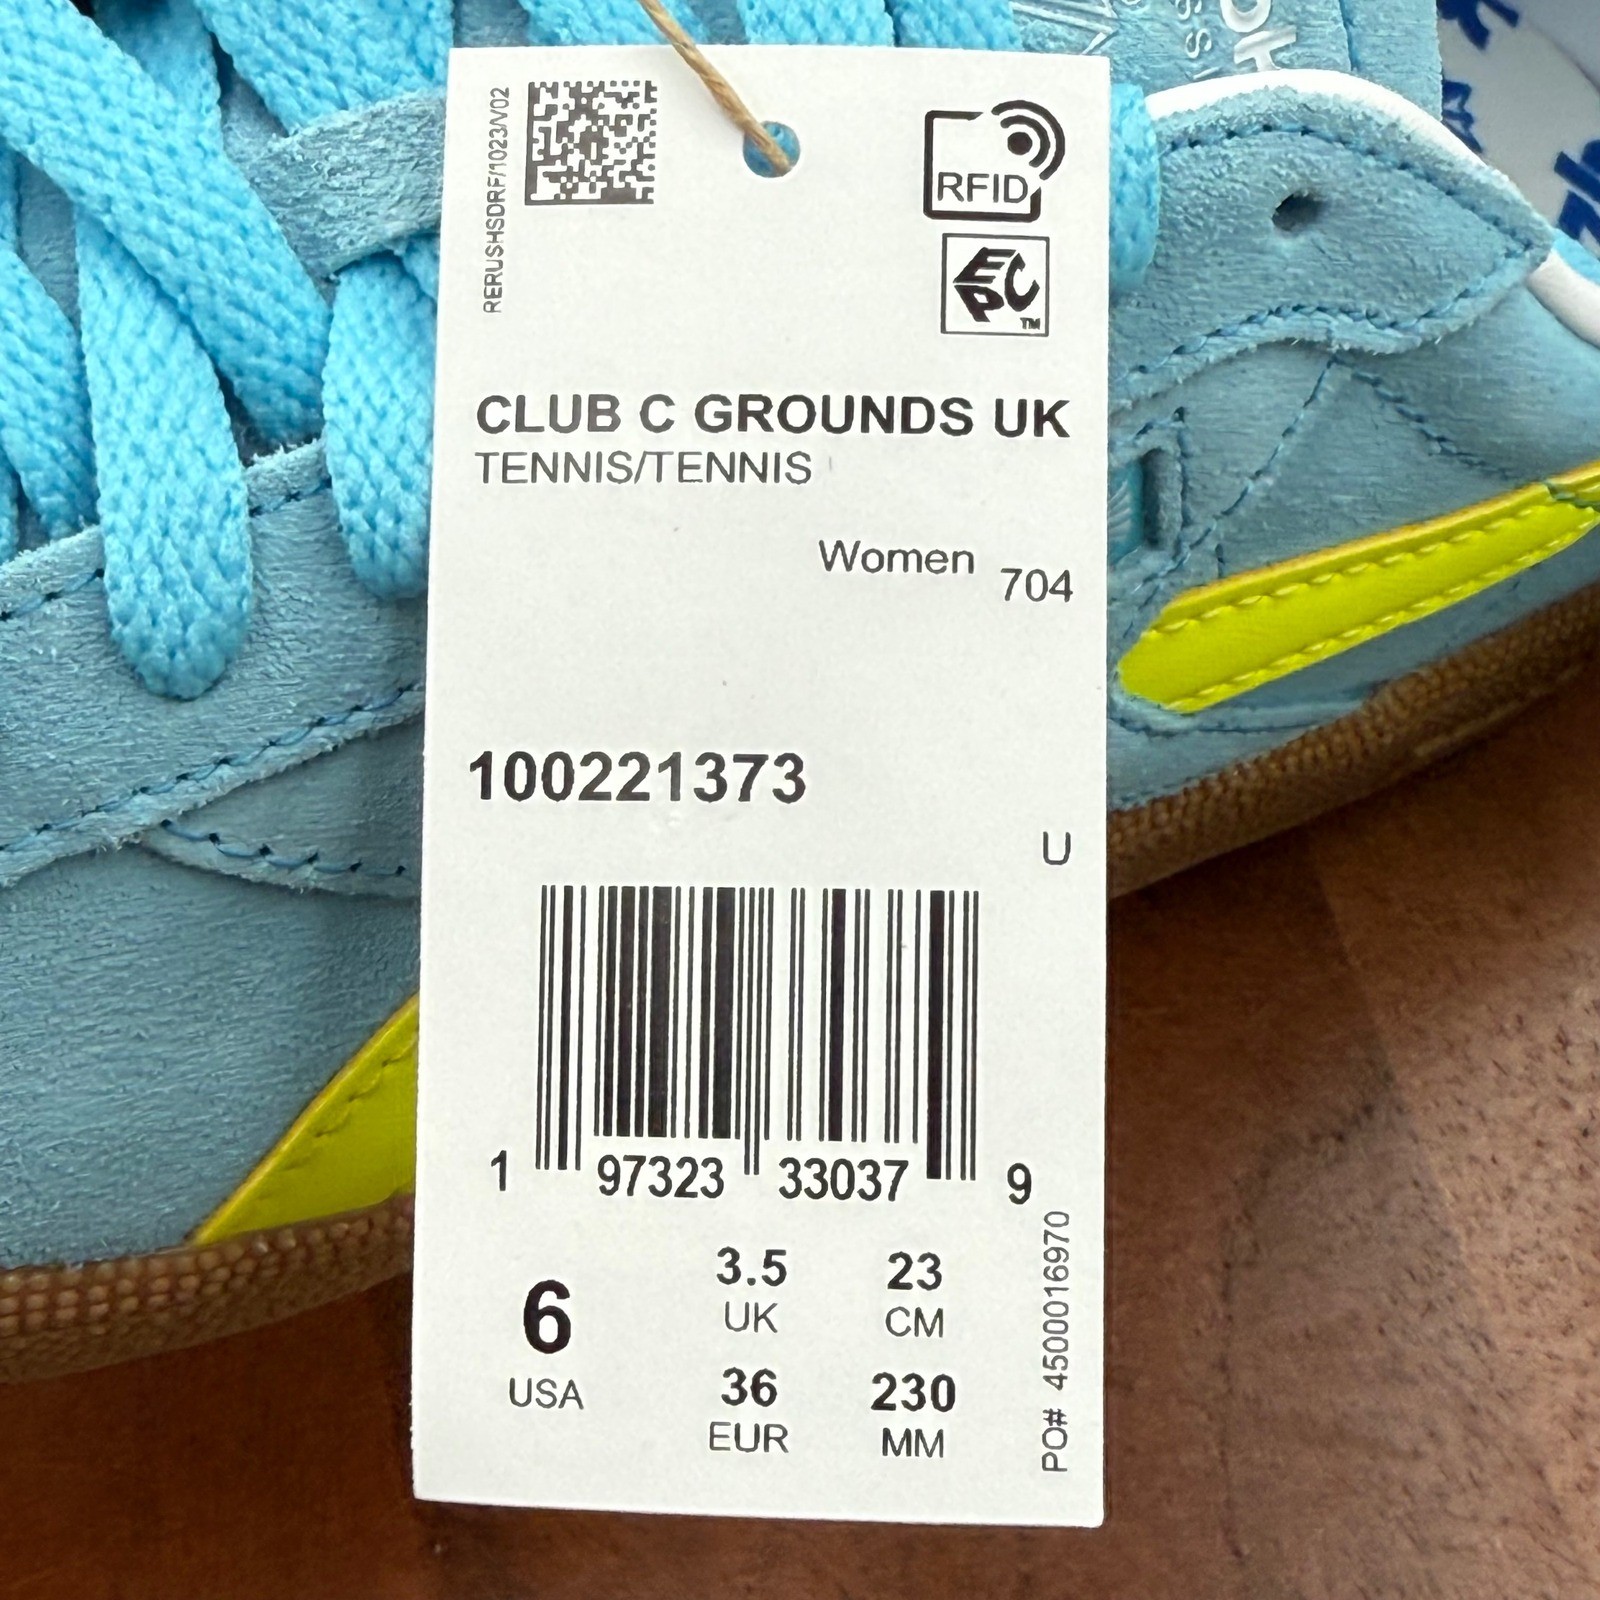 RERUSHSDRF/1023/V02
RFID
EPC™
CLUB C GROUNDS UK
TENNIS/TENNIS
Women
704
100221373
U
1 97323 33037 9
6
USA
3.5
UK
23
CM
36
EUR
230
MM
PO# 4500016970